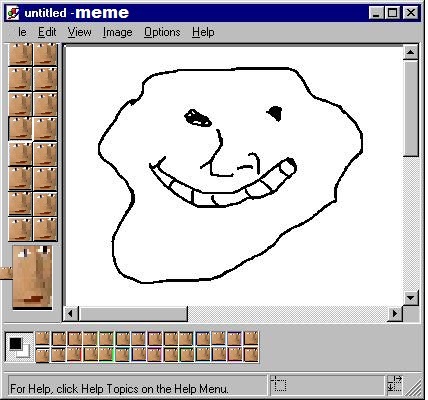 untitled -meme
le Edit View Image Options Help
For Help, click Help Topics on the Help Menu.